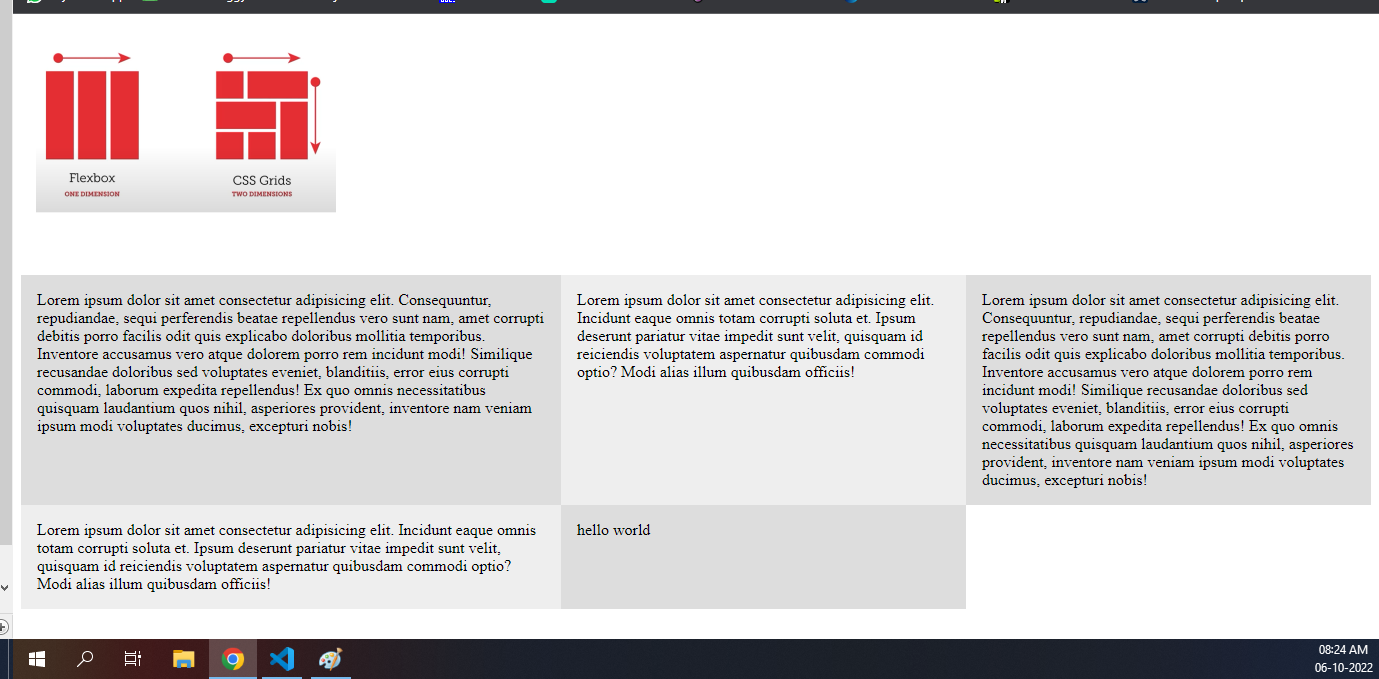 Flexbox
ONE DIMENSION
CSS Grids
TWO DIMENSIONS
Lorem ipsum dolor sit amet consectetur adipisicing elit. Consequuntur,
repudiandae, sequi perferendis beatae repellendus vero sunt nam, amet corrupti
debitis porro facilis odit quis explicabo doloribus mollitia temporibus.
Inventore accusamus vero atque dolorem porro rem incidunt modi! Similique
recusandae doloribus sed voluptates eveniet, blanditiis, error eius corrupti
commodi, laborum expedita repellendus! Ex quo omnis necessitatibus
quisquam laudantium quos nihil, asperiores provident, inventore nam veniam
ipsum modi voluptates ducimus, excepturi nobis!
Lorem ipsum dolor sit amet consectetur adipisicing elit.
Incidunt eaque omnis totam corrupti soluta et. Ipsum
deserunt pariatur vitae impedit sunt velit, quisquam id
reiciendis voluptatem aspernatur quibusdam commodi
optio? Modi alias illum quibusdam officiis!
Lorem ipsum dolor sit amet consectetur adipisicing elit.
Consequuntur, repudiandae, sequi perferendis beatae
repellendus vero sunt nam, amet corrupti debitis porro
facilis odit quis explicabo doloribus mollitia temporibus.
Inventore accusamus vero atque dolorem porro rem
incidunt modi! Similique recusandae doloribus sed
voluptates eveniet, blanditiis, error eius corrupti
commodi, laborum expedita repellendus! Ex quo omnis
necessitatibus quisquam laudantium quos nihil, asperiores
provident, inventore nam veniam ipsum modi voluptates
ducimus, excepturi nobis!
Lorem ipsum dolor sit amet consectetur adipisicing elit. Incidunt eaque omnis
totam corrupti soluta et. Ipsum deserunt pariatur vitae impedit sunt velit,
quisquam id reiciendis voluptatem aspernatur quibusdam commodi optio?
Modi alias illum quibusdam officiis!
hello world
08:24 AM
06-10-2022